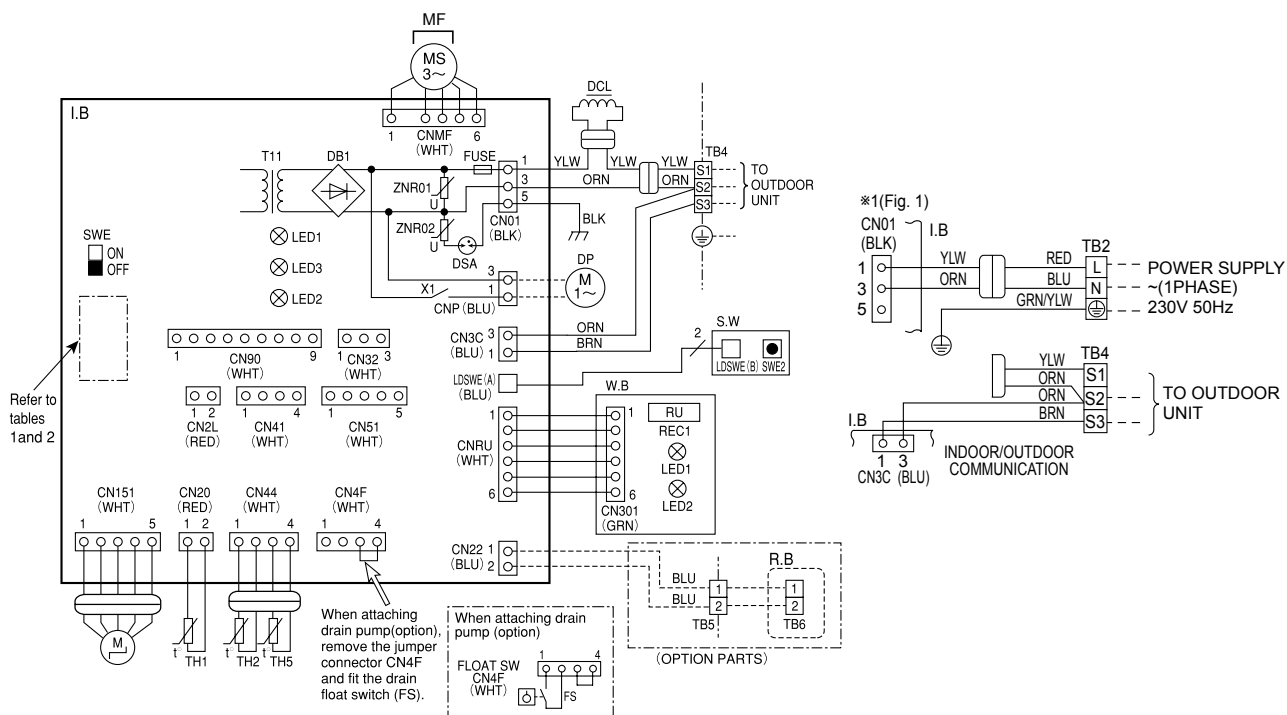 MF
MS
3～
I.B
1
6
CNMF
(WHT)
DCL
T11
DB1
FUSE
1
YLW
YLW
YLW
TB4
S1
TO
OUTDOOR
UNIT
ZNR01
U
3
ORN
ORN
S2
5
S3
ZNR02
U
CN01
(BLK)
BLK
DSA
SWE
ON
OFF
LED1
LED3
LED2
3
DP
M
1～
X1
1
CNP (BLU)
CN3C
(BLU)
3
1
ORN
BRN
2
S.W
LDSWE (B)
SWE2
LDSWE (A)
(BLU)
1
9
CN90
(WHT)
1
3
CN32
(WHT)
Refer to
tables
1and 2
1 2
CN2L
(RED)
1
4
CN41
(WHT)
1
5
CN51
(WHT)
W.B
1
CNRU
(WHT)
6
1
RU
REC1
LED1
LED2
6
CN301
(GRN)
CN151
(WHT)
1
5
CN20
(RED)
1 2
CN44
(WHT)
1
4
CN4F
(WHT)
1
4
CN22
(BLU)
1
2
BLU
BLU
1
2
TB5
R.B
1
2
TB6
(OPTION PARTS)
M
t°
TH1
t°
TH2
t°
TH5
When attaching
drain pump(option),
remove the jumper
connector CN4F
and fit the drain
float switch (FS).
When attaching drain
pump (option)
FLOAT SW
CN4F
(WHT)
1
4
FS
※1(Fig. 1)
CN01
(BLK)
I.B
1
3
5
YLW
ORN
RED
BLU
GRN/YLW
TB2
L
N
POWER SUPPLY
~(1PHASE)
230V 50Hz
YLW
ORN
ORN
BRN
TB4
S1
S2
S3
TO OUTDOOR
UNIT
I.B
1 3
CN3C (BLU)
INDOOR/OUTDOOR
COMMUNICATION